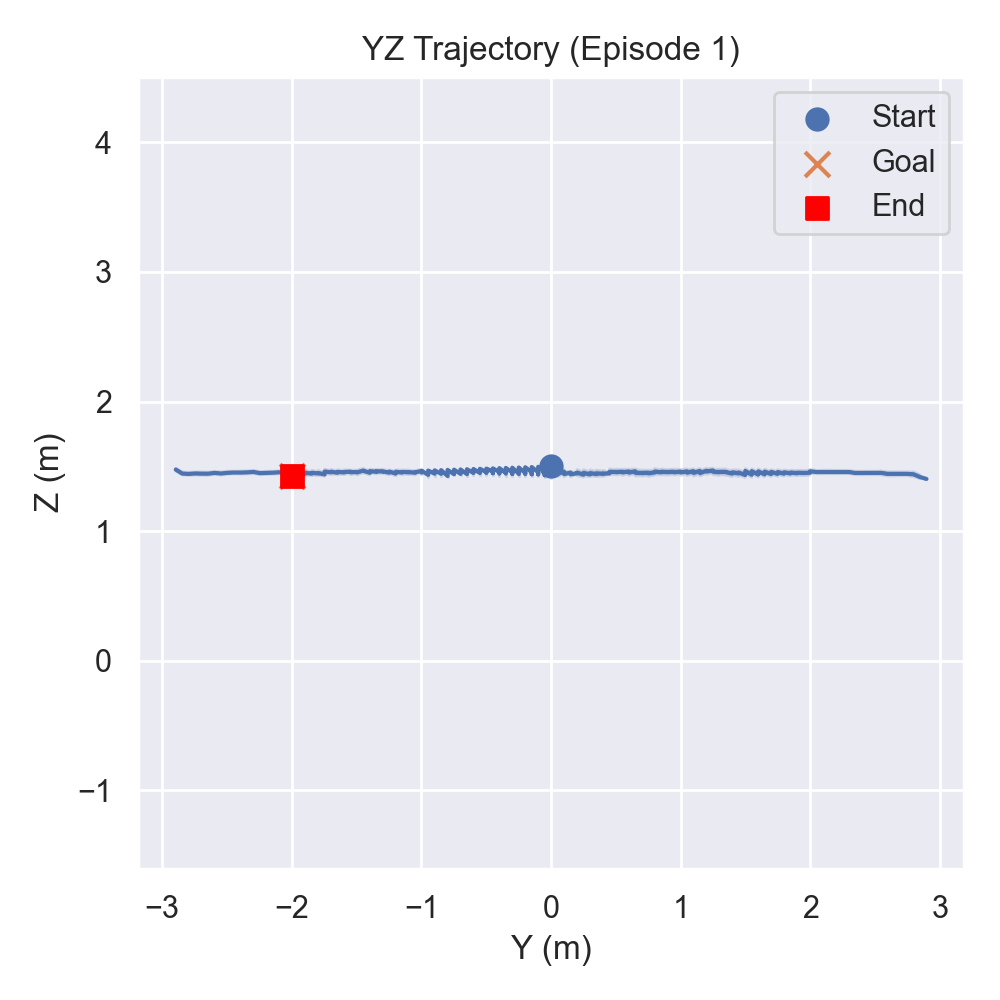 YZ Trajectory (Episode 1)
Start
Goal
End
4
3
2
1
0
−1
Z (m)
−3 −2 −1 0 1 2 3
Y (m)